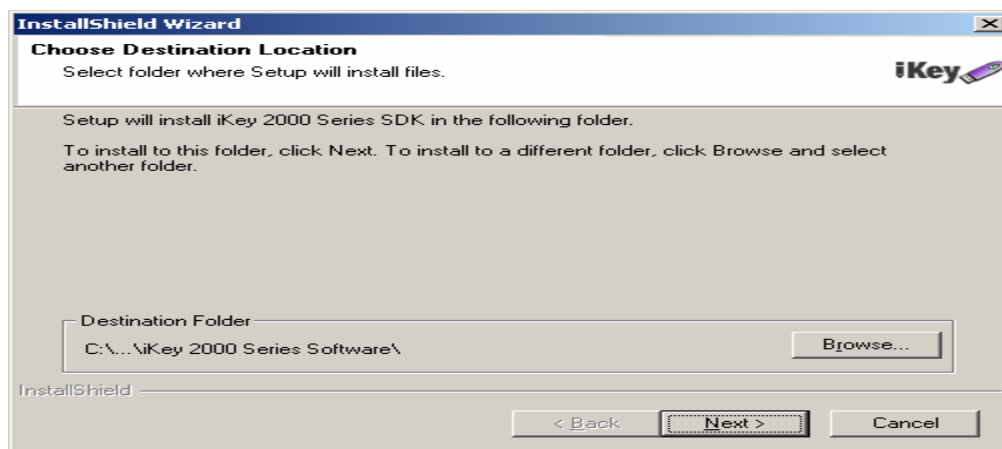 InstallShield Wizard
Choose Destination Location
Select folder where Setup will install files.
iKey
Setup will install iKey 2000 Series SDK in the following folder.
To install to this folder, click Next. To install to a different folder, click Browse and select
another folder.
Destination Folder
C:\...\iKey 2000 Series Software\
Browse...
InstallShield
< Back
Next >
Cancel